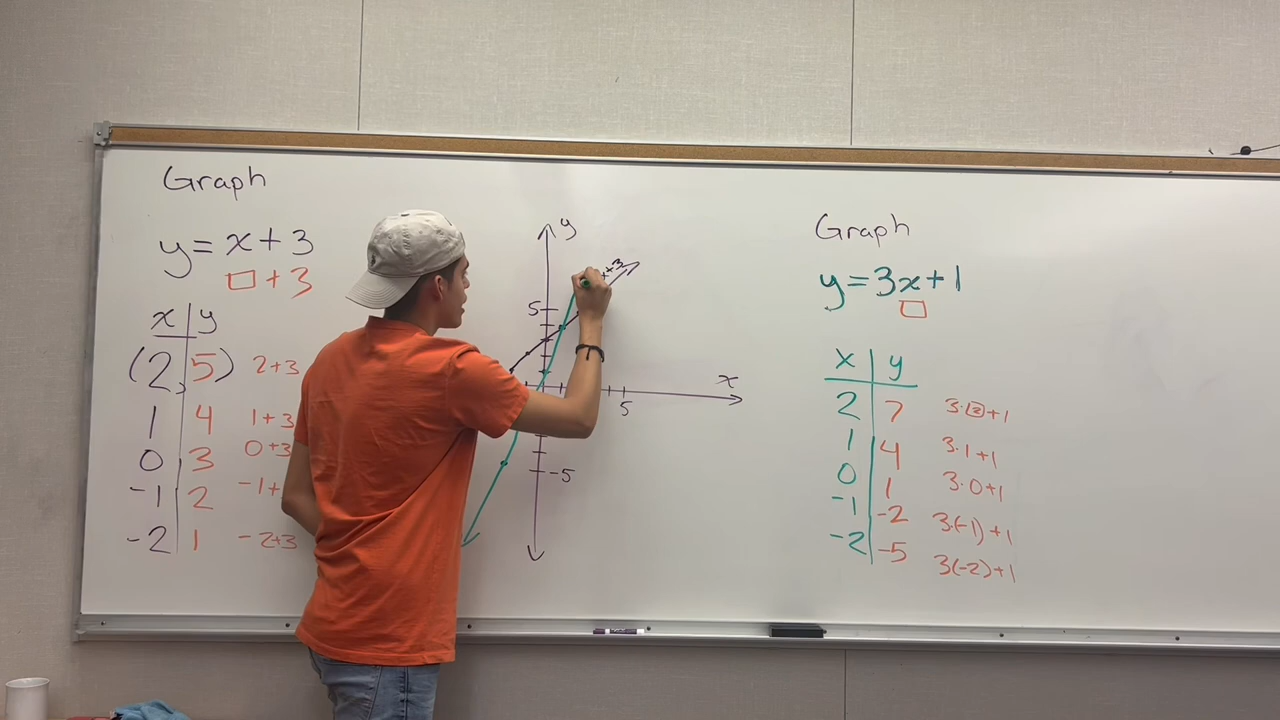 Graph
y = x + 3
□ + 3
x y
(2, 5) 2+3
1 4 1+3
0 3 0+3
-1 2 -1+
-2 1 -2+3
y
x+3
5
x
5
-5
Graph
y = 3x + 1
□
x y
2 7 3·2+1
1 4 3·1+1
0 1 3·0+1
-1 -2 3·(-1)+1
-2 -5 3(-2)+1